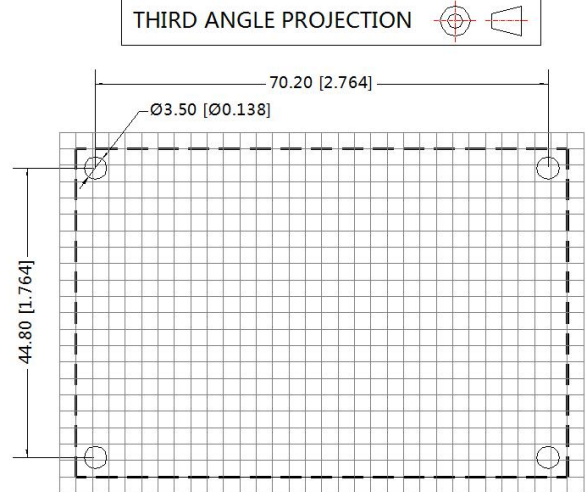 THIRD ANGLE PROJECTION
70.20 [2.764]
Ø3.50 [Ø0.138]
44.80 [1.764]